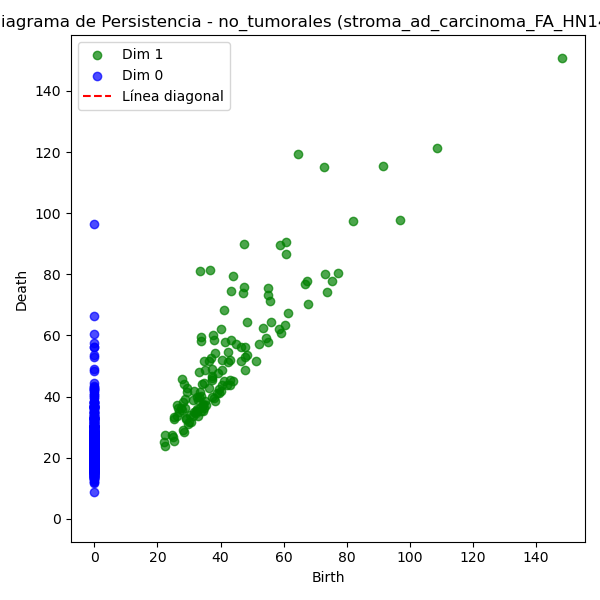 iagrama de Persistencia - no_tumorales (stroma_ad_carcinoma_FA_HN14
Dim 1
Dim 0
Línea diagonal
140
120
100
80
60
40
20
0
Death
0 20 40 60 80 100 120 140
Birth